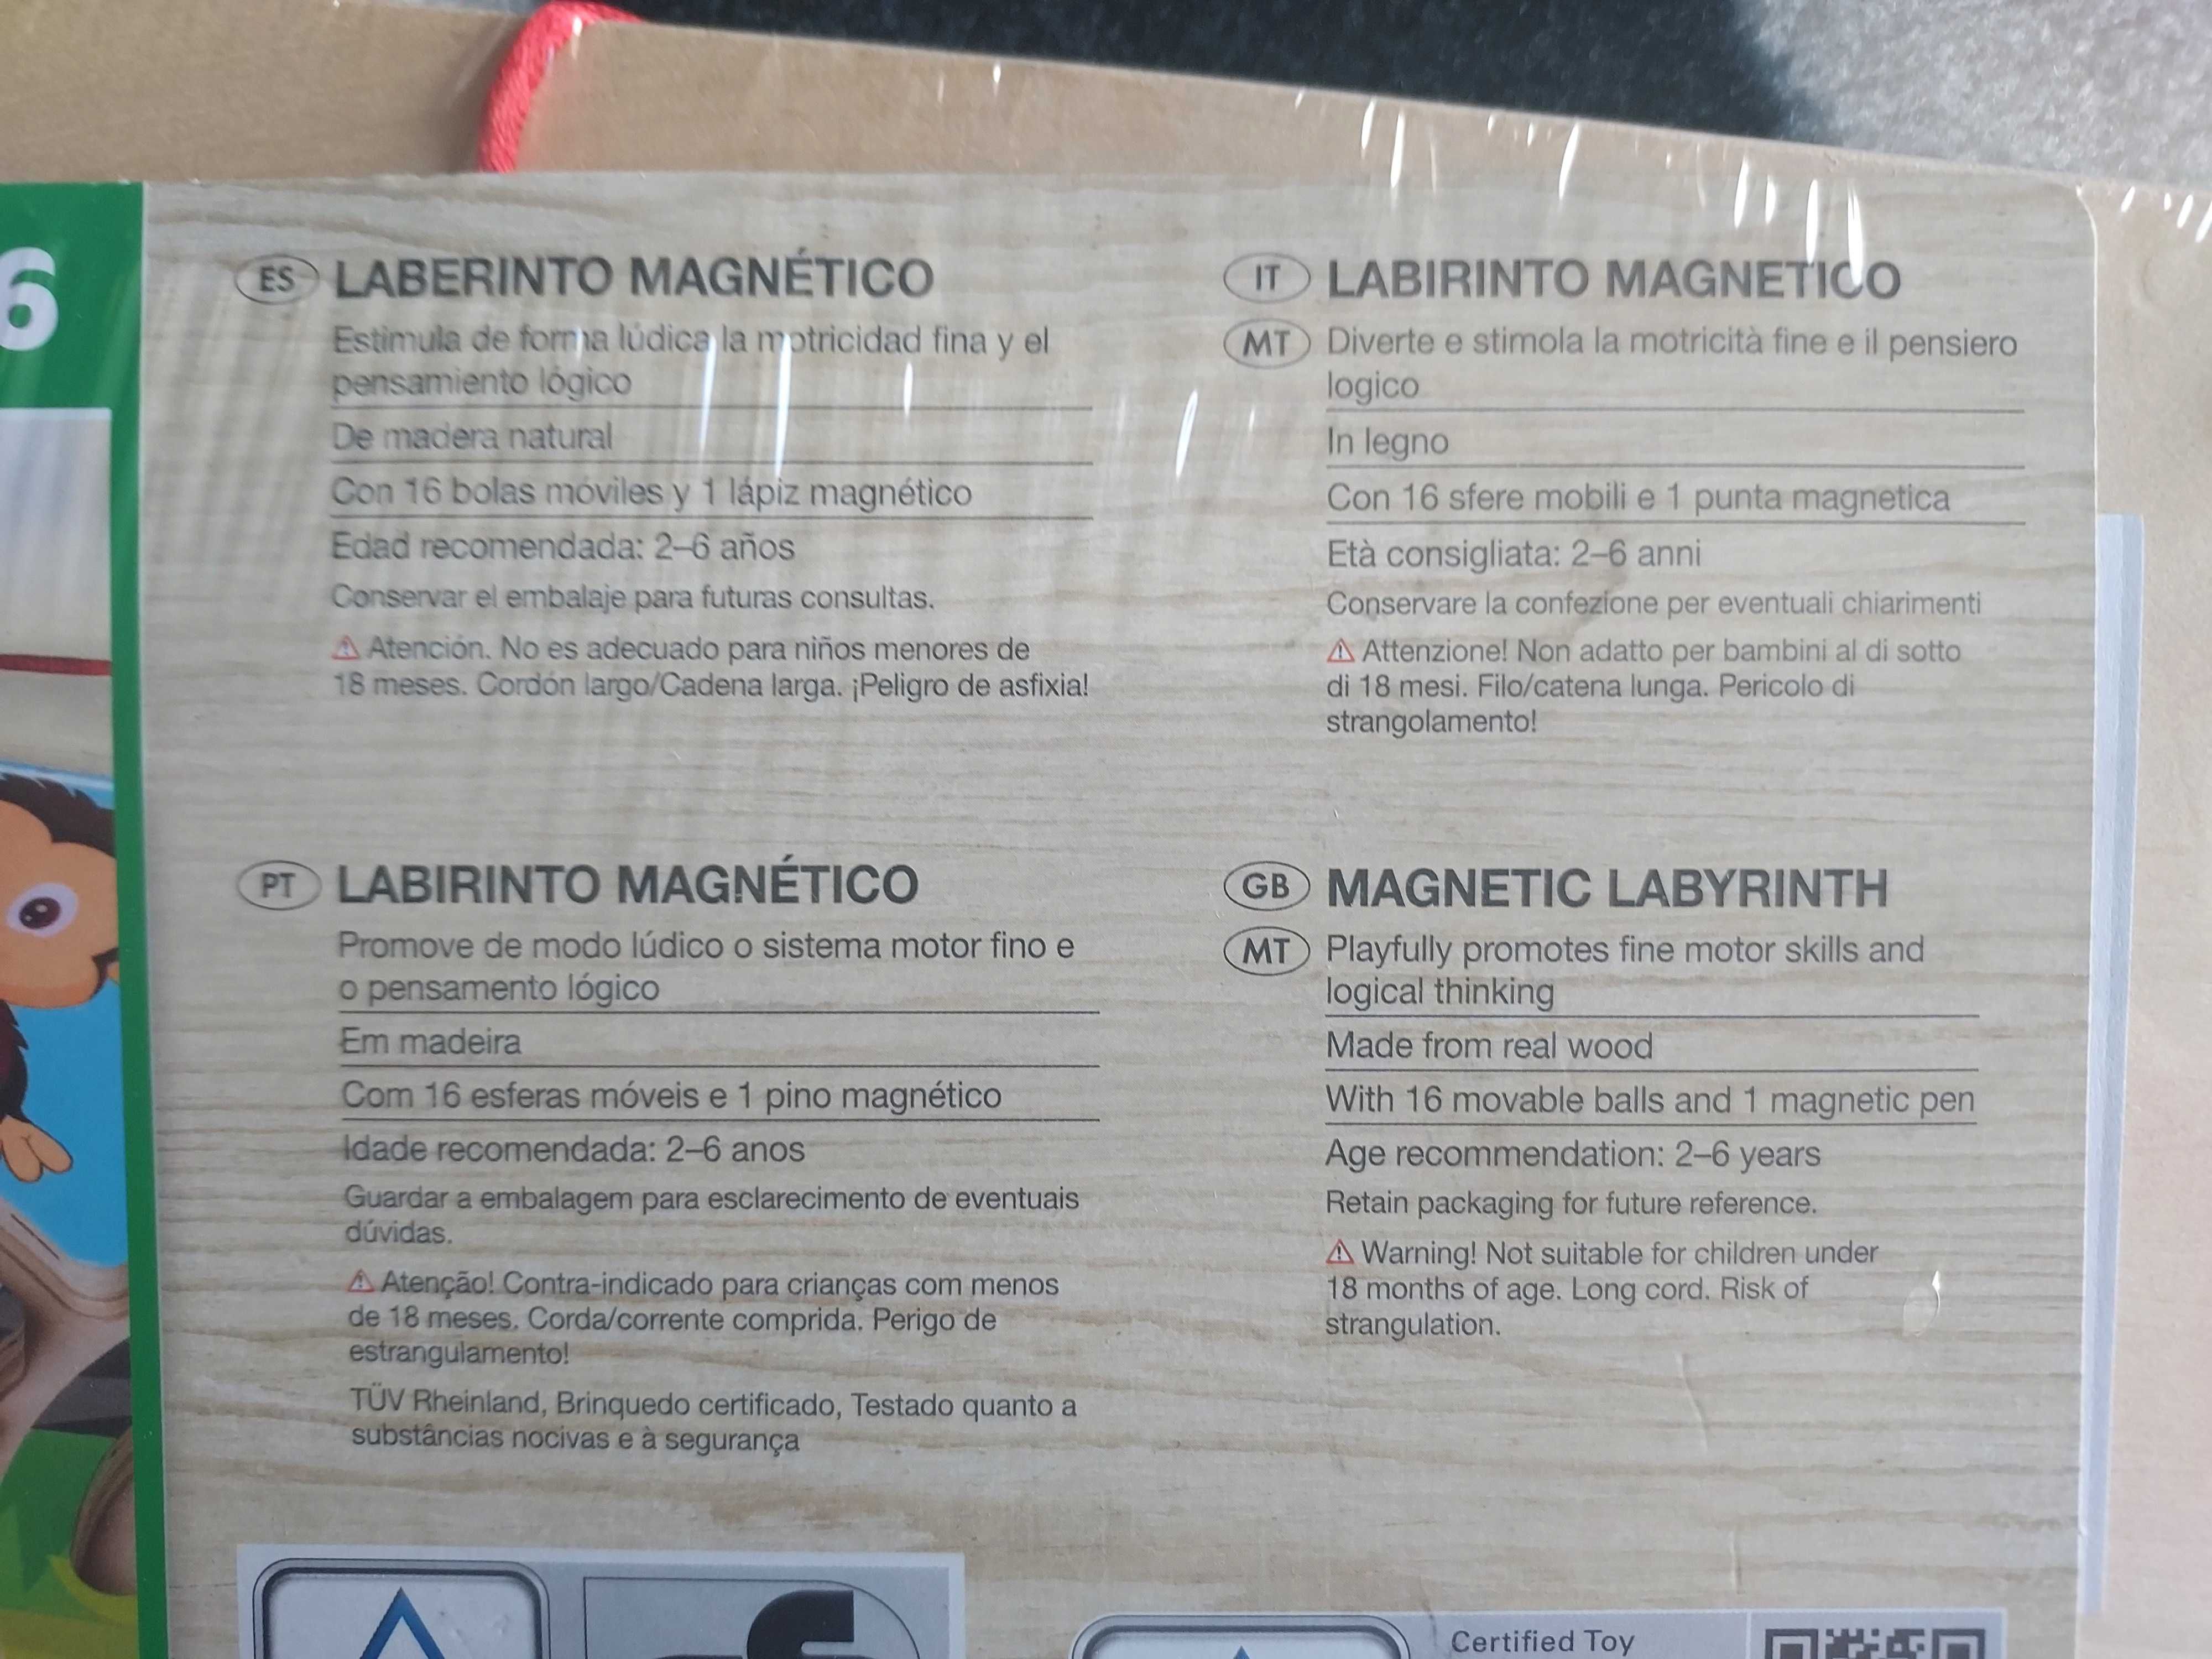 6
ES LABERINTO MAGNÉTICO
Estimula de forma lúdica la motricidad fina y el
pensamiento lógico
De madera natural
Con 16 bolas móviles y 1 lápiz magnético
Edad recomendada: 2–6 años
Conservar el embalaje para futuras consultas.
⚠ Atención. No es adecuado para niños menores de
18 meses. Cordón largo/Cadena larga. ¡Peligro de asfixia!
IT LABIRINTO MAGNETICO
MT Diverte e stimola la motricità fine e il pensiero
logico
In legno
Con 16 sfere mobili e 1 punta magnetica
Età consigliata: 2–6 anni
Conservare la confezione per eventuali chiarimenti
⚠ Attenzione! Non adatto per bambini al di sotto
di 18 mesi. Filo/catena lunga. Pericolo di
strangolamento!
PT LABIRINTO MAGNÉTICO
Promove de modo lúdico o sistema motor fino e
o pensamento lógico
Em madeira
Com 16 esferas móveis e 1 pino magnético
Idade recomendada: 2–6 anos
Guardar a embalagem para esclarecimento de eventuais
dúvidas.
⚠ Atenção! Contra-indicado para crianças com menos
de 18 meses. Corda/corrente comprida. Perigo de
estrangulamento!
TÜV Rheinland, Brinquedo certificado, Testado quanto a
substâncias nocivas e à segurança
GB MAGNETIC LABYRINTH
MT Playfully promotes fine motor skills and
logical thinking
Made from real wood
With 16 movable balls and 1 magnetic pen
Age recommendation: 2–6 years
Retain packaging for future reference.
⚠ Warning! Not suitable for children under
18 months of age. Long cord. Risk of
strangulation.
Certified Toy